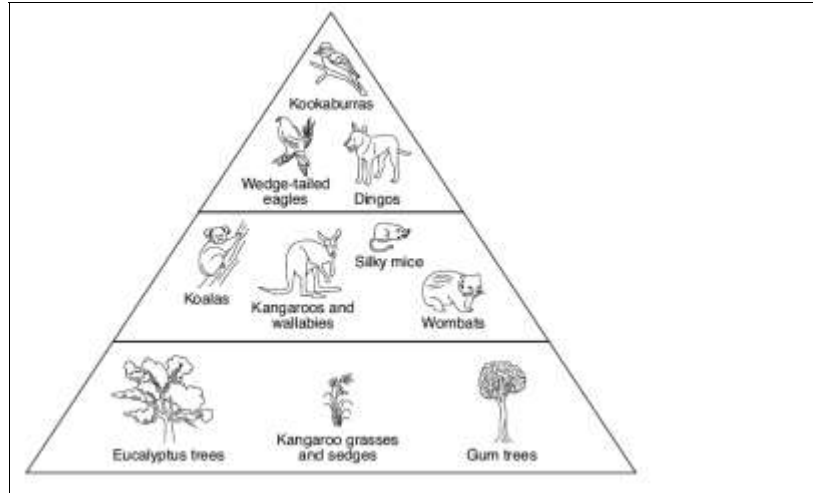 Kookaburras
Wedge-tailed
eagles
Dingos
Koalas
Kangaroos and
wallabies
Silky mice
Wombats
Eucalyptus trees
Kangaroo grasses
and sedges
Gum trees